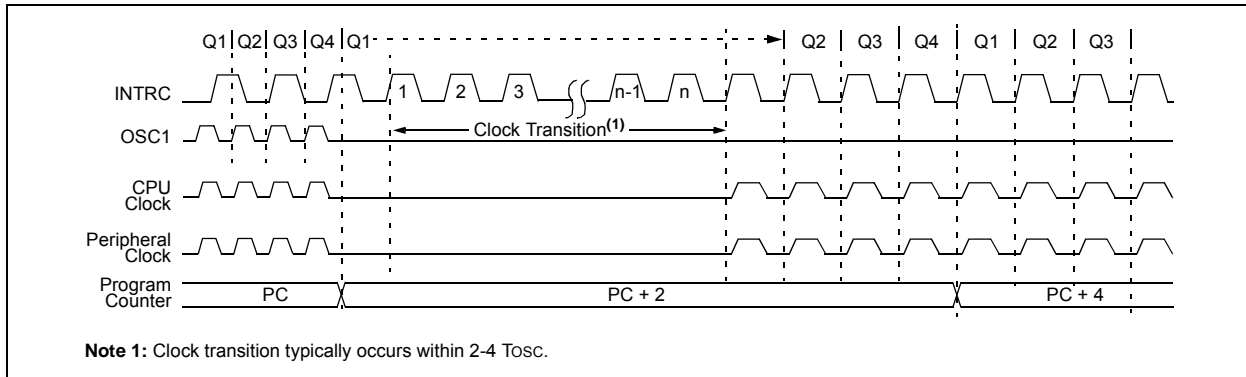 Q1 Q2 Q3 Q4 Q1 Q2 Q3 Q4 Q1 Q2 Q3
INTRC 1 2 3 n-1 n
OSC1 Clock Transition(1)
CPU
Clock
Peripheral
Clock
Program
Counter PC PC + 2 PC + 4
Note 1: Clock transition typically occurs within 2-4 TOSC.